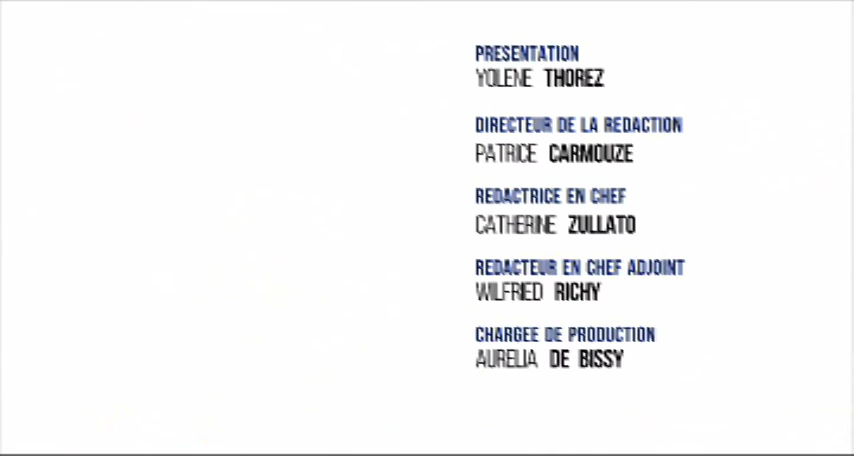 PRESENTATION
YOLENE THOREZ
DIRECTEUR DE LA REDACTION
PATRICE CARMOUZE
REDACTRICE EN CHEF
CATHERINE ZULLATO
REDACTEUR EN CHEF ADJOINT
WILFRIED RICHY
CHARGEE DE PRODUCTION
AURELIA DE BISSY